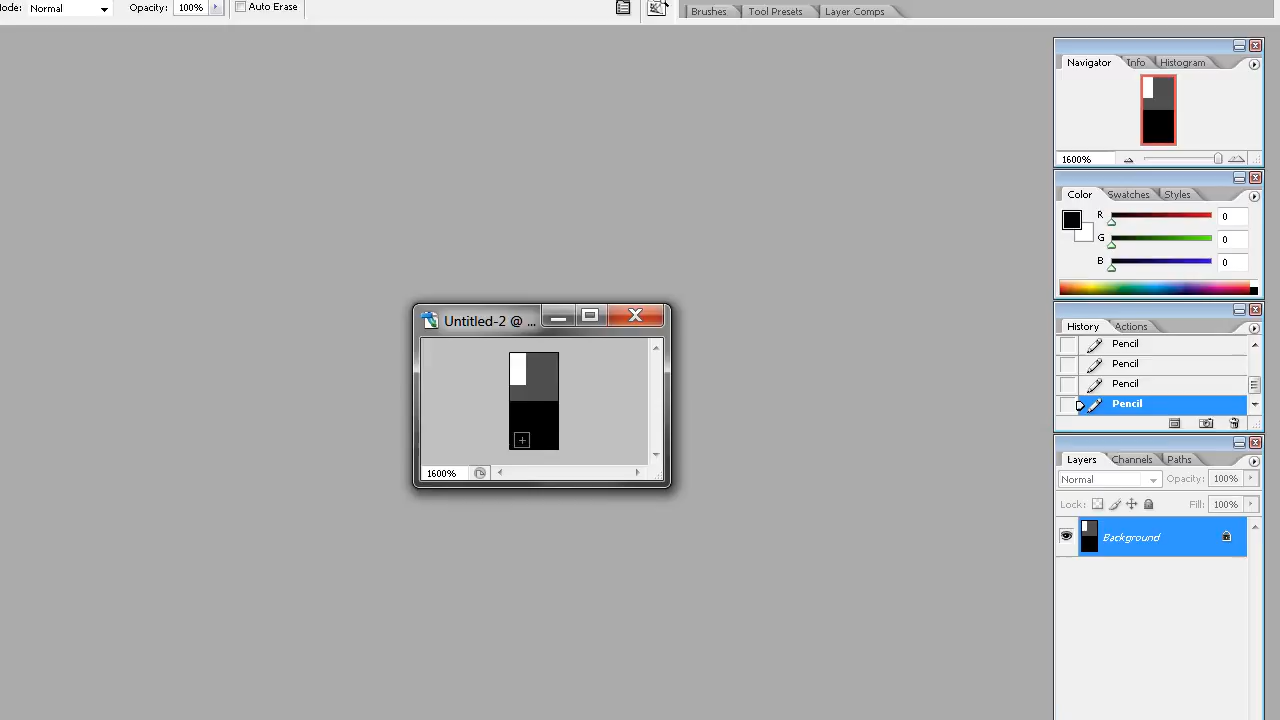 Mode: Normal Opacity: 100% Auto Erase
Brushes Tool Presets Layer Comps
Navigator Info Histogram
1600%
Color Swatches Styles
R 0
G 0
B 0
History Actions
Pencil
Pencil
Pencil
Pencil
Untitled-2 @ ...
1600%
Layers Channels Paths
Normal Opacity: 100%
Lock: Fill: 100%
Background